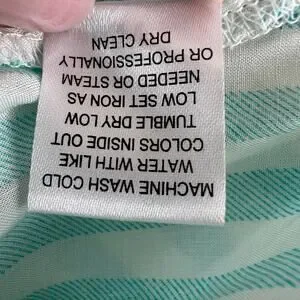 MACHINE WASH COLD
WATER WITH LIKE
COLORS INSIDE OUT
TUMBLE DRY LOW
LOW SET IRON AS
NEEDED OR STEAM
OR PROFESSIONALLY
DRY CLEAN